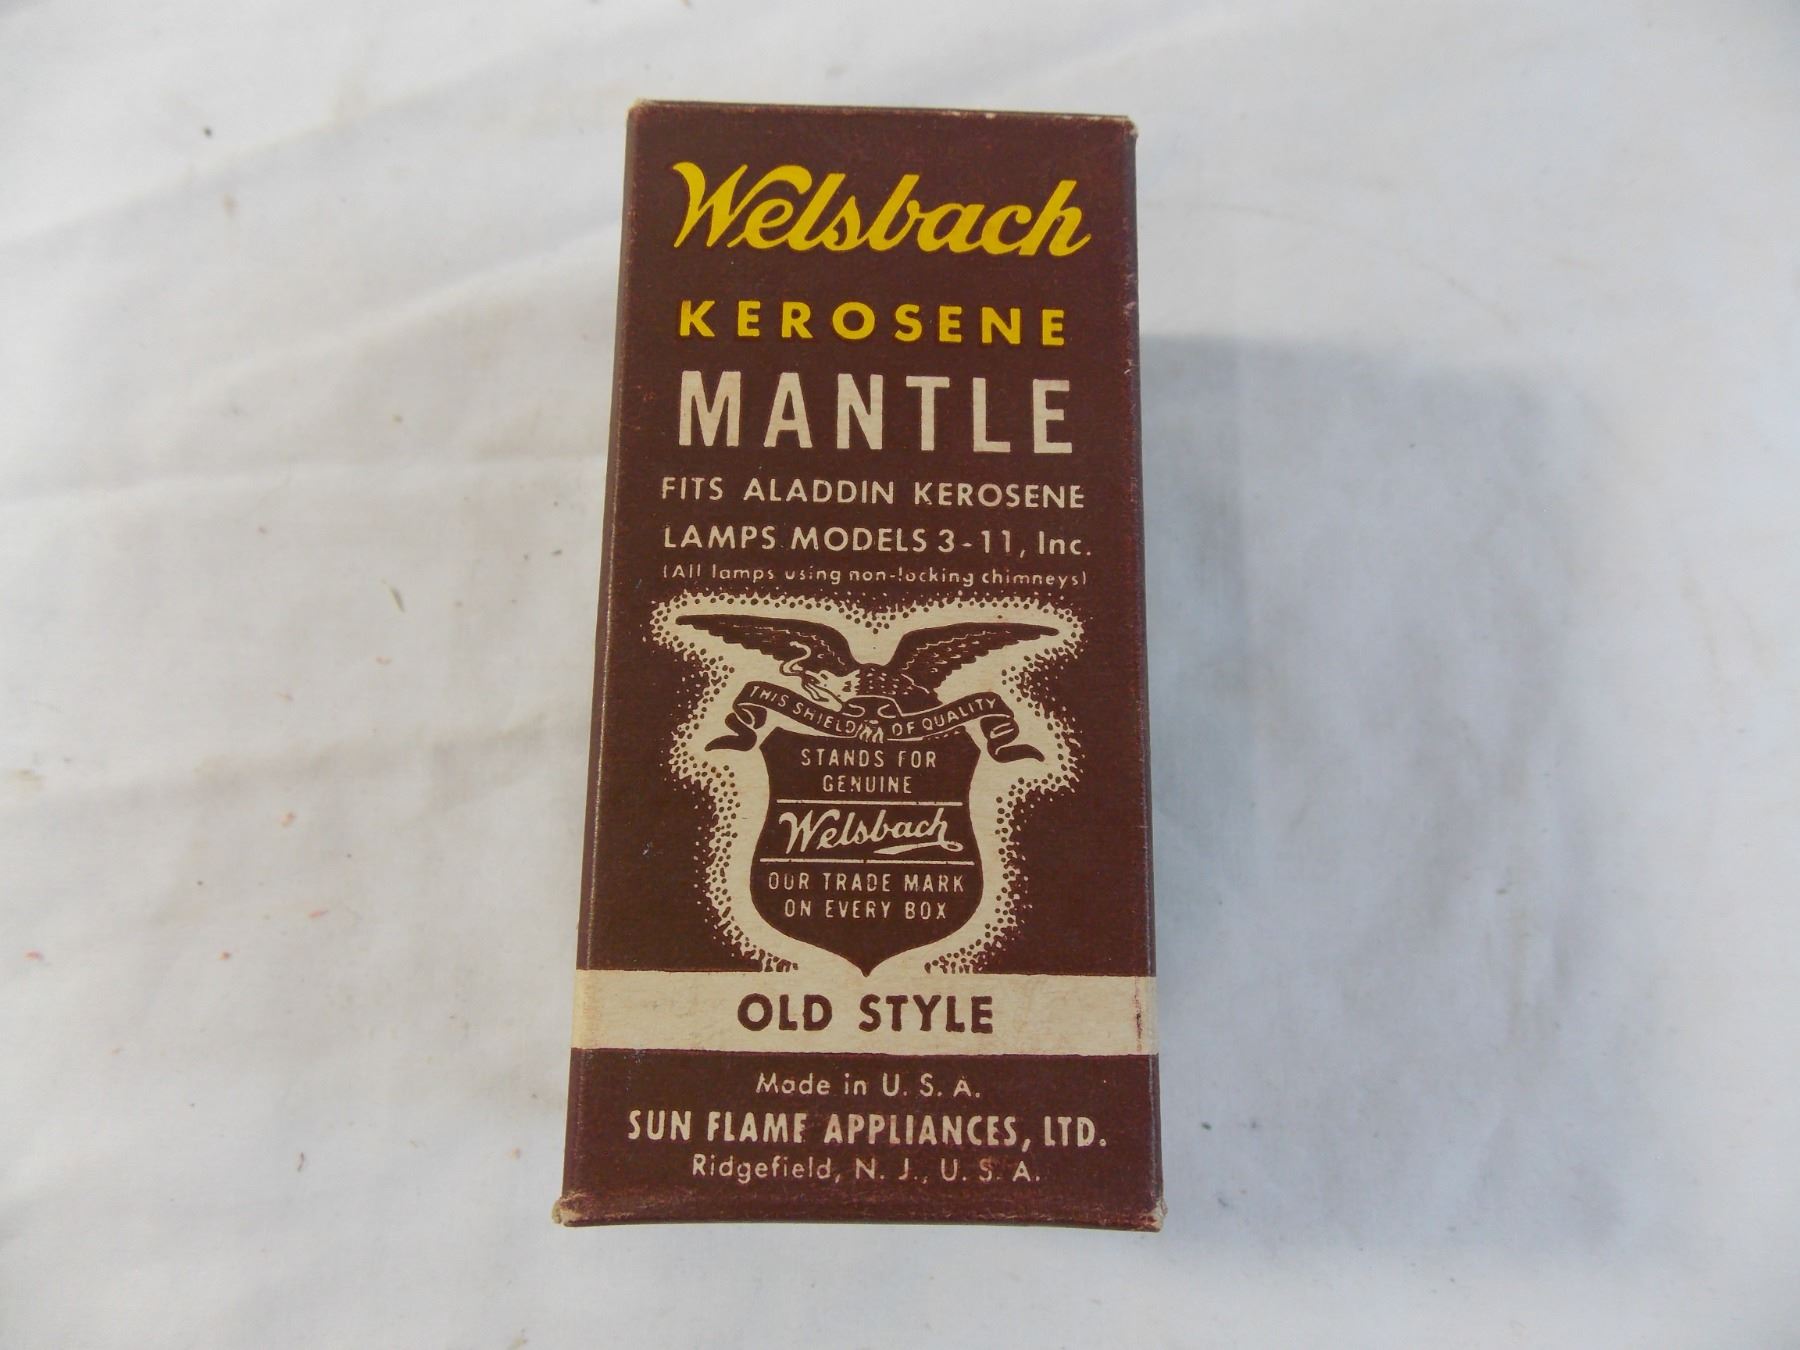 Welsbach
KEROSENE
MANTLE
FITS ALADDIN KEROSENE
LAMPS MODELS 3-11, Inc.
(All lamps using non-locking chimneys)
THIS SHIELD OF QUALITY
STANDS FOR
GENUINE
Welsbach
OUR TRADE MARK
ON EVERY BOX
OLD STYLE
Made in U. S. A.
SUN FLAME APPLIANCES, LTD.
Ridgefield, N. J., U. S. A.